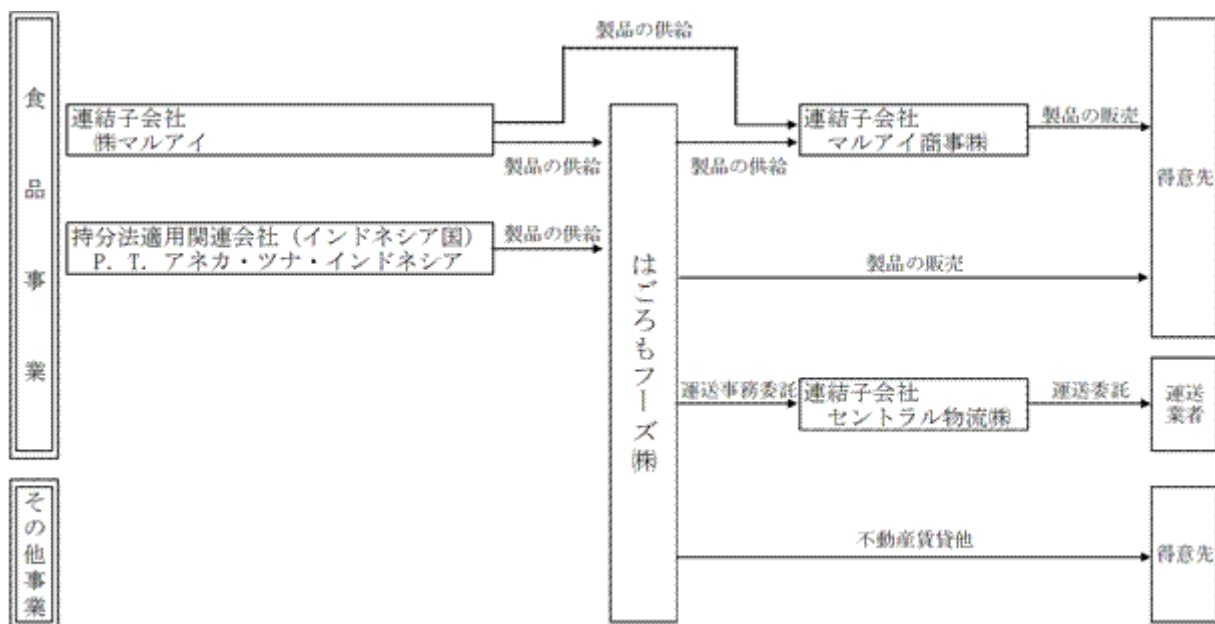 食品事業
製品の供給
連結子会社
㈱マルアイ
製品の供給
製品の供給
連結子会社
マルアイ商事㈱
製品の販売
得意先
持分法適用関連会社（インドネシア国）
P．T．アネカ・ツナ・インドネシア
製品の供給
はごろもフーズ㈱
製品の販売
運送事務委託
連結子会社
セントラル物流㈱
運送委託
運送
業者
その他事業
不動産賃貸他
得意先